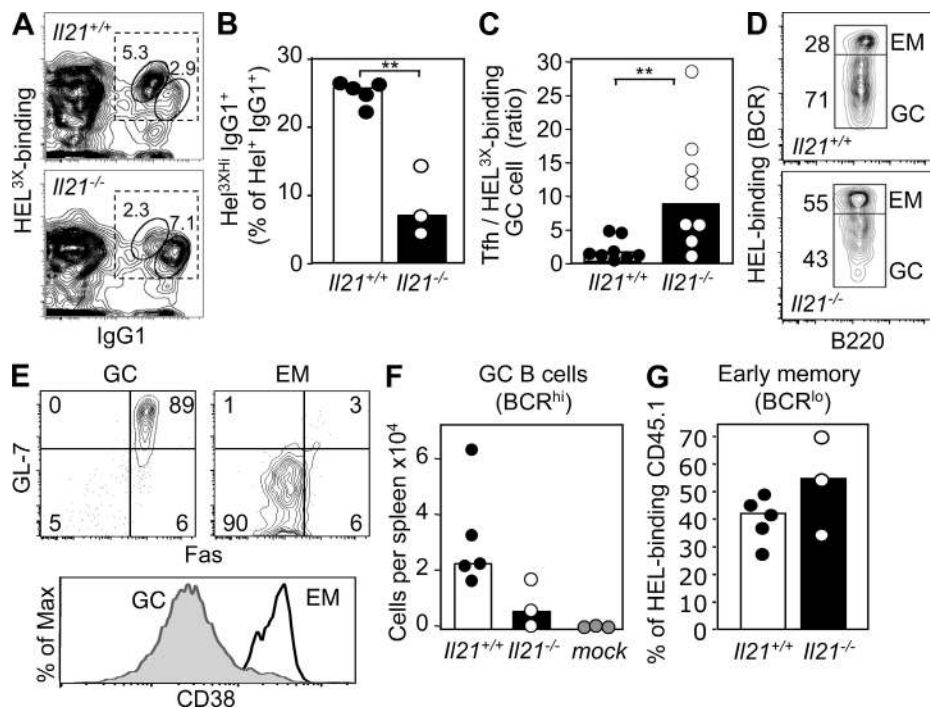 A
Il21+/+
5.3
2.9
Il21-/-
2.3
7.1
HEL3X-binding
IgG1
B
Hel3XHi IgG1+
(% of Hel+ IgG1+)
30
20
10
0
**
Il21+/+ Il21-/-
C
Tfh / HEL3X-binding
GC cell (ratio)
30
25
20
15
10
5
0
**
Il21+/+ Il21-/-
D
28
EM
71
GC
Il21+/+
55
EM
43
GC
Il21-/-
HEL-binding (BCR)
B220
E
GC
EM
0
89
5
6
1
3
90
6
GL-7
Fas
GC
EM
% of Max
CD38
F
GC B cells
(BCRhi)
Cells per spleen x10⁴
6
4
2
0
Il21+/+ Il21-/- mock
G
Early memory
(BCRlo)
% of HEL-binding CD45.1
70
60
50
40
30
20
10
0
Il21+/+ Il21-/-